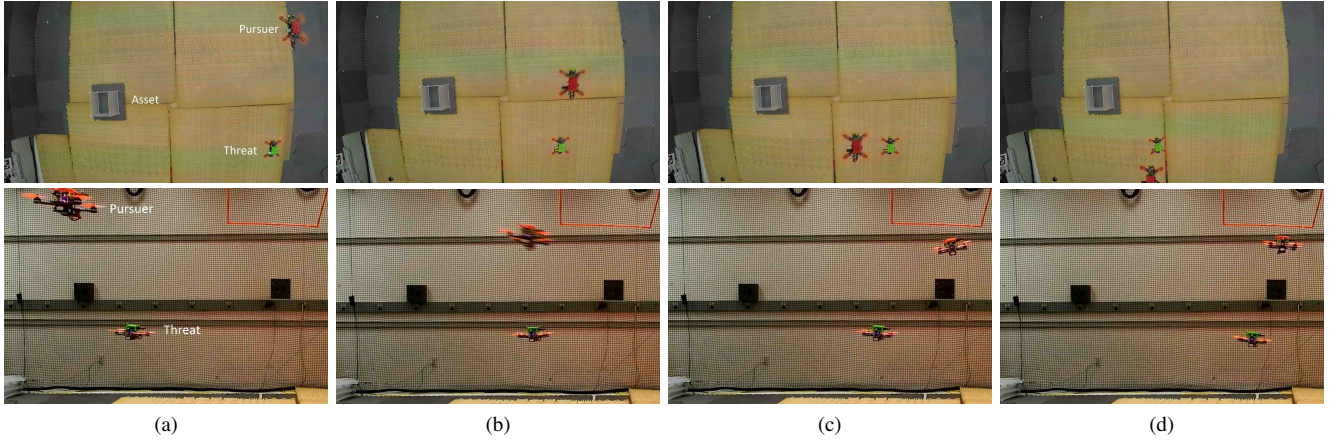 Pursuer
Asset
Threat
Pursuer
Threat
(a)
(b)
(c)
(d)